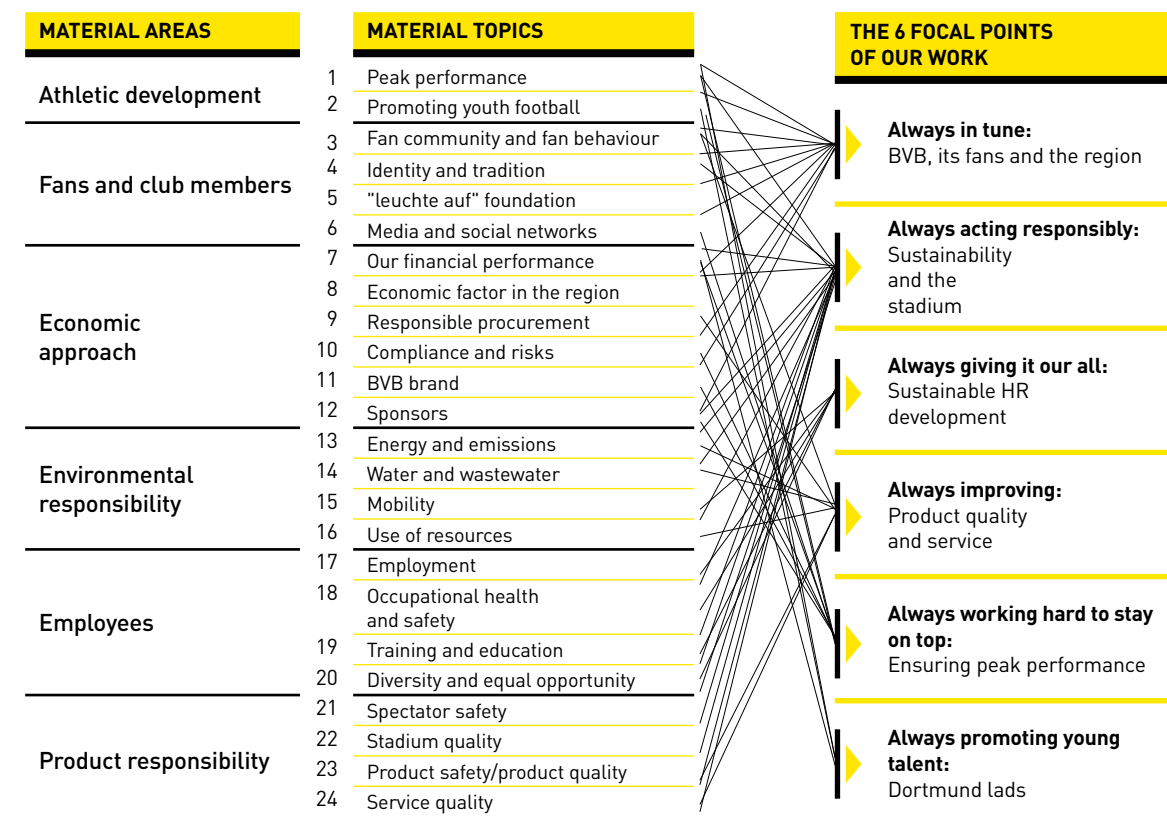 MATERIAL AREAS
Athletic development
Fans and club members
Economic
approach
Environmental
responsibility
Employees
Product responsibility
MATERIAL TOPICS
1 Peak performance
2 Promoting youth football
3 Fan community and fan behaviour
4 Identity and tradition
5 "leuchte auf" foundation
6 Media and social networks
7 Our financial performance
8 Economic factor in the region
9 Responsible procurement
10 Compliance and risks
11 BVB brand
12 Sponsors
13 Energy and emissions
14 Water and wastewater
15 Mobility
16 Use of resources
17 Employment
18 Occupational health
and safety
19 Training and education
20 Diversity and equal opportunity
21 Spectator safety
22 Stadium quality
23 Product safety/product quality
24 Service quality
THE 6 FOCAL POINTS
OF OUR WORK
Always in tune:
BVB, its fans and the region
Always acting responsibly:
Sustainability
and the
stadium
Always giving it our all:
Sustainable HR
development
Always improving:
Product quality
and service
Always working hard to stay
on top:
Ensuring peak performance
Always promoting young
talent:
Dortmund lads